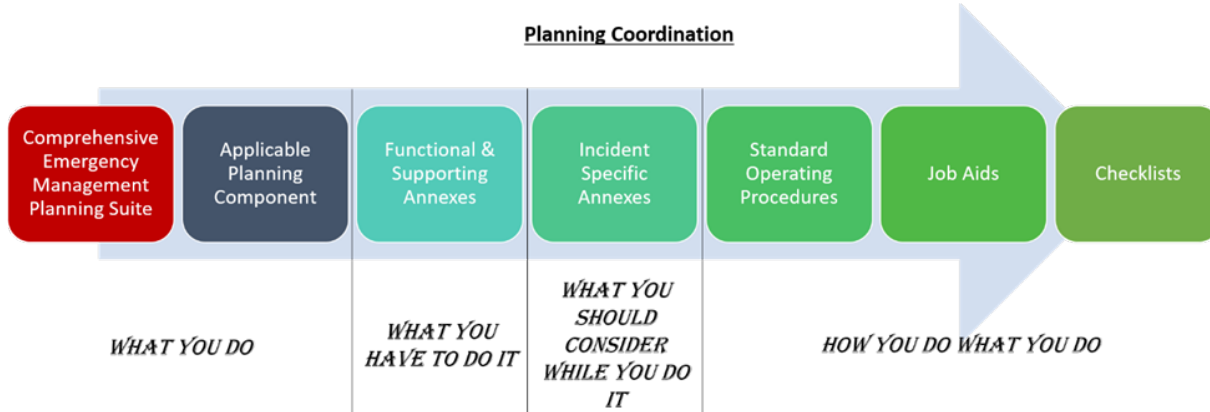 Planning Coordination
Comprehensive
Emergency
Management
Planning Suite
Applicable
Planning
Component
Functional &
Supporting
Annexes
Incident
Specific
Annexes
Standard
Operating
Procedures
Job Aids
Checklists
WHAT YOU DO
WHAT YOU
HAVE TO DO IT
WHAT YOU
SHOULD
CONSIDER
WHILE YOU DO
IT
HOW YOU DO WHAT YOU DO